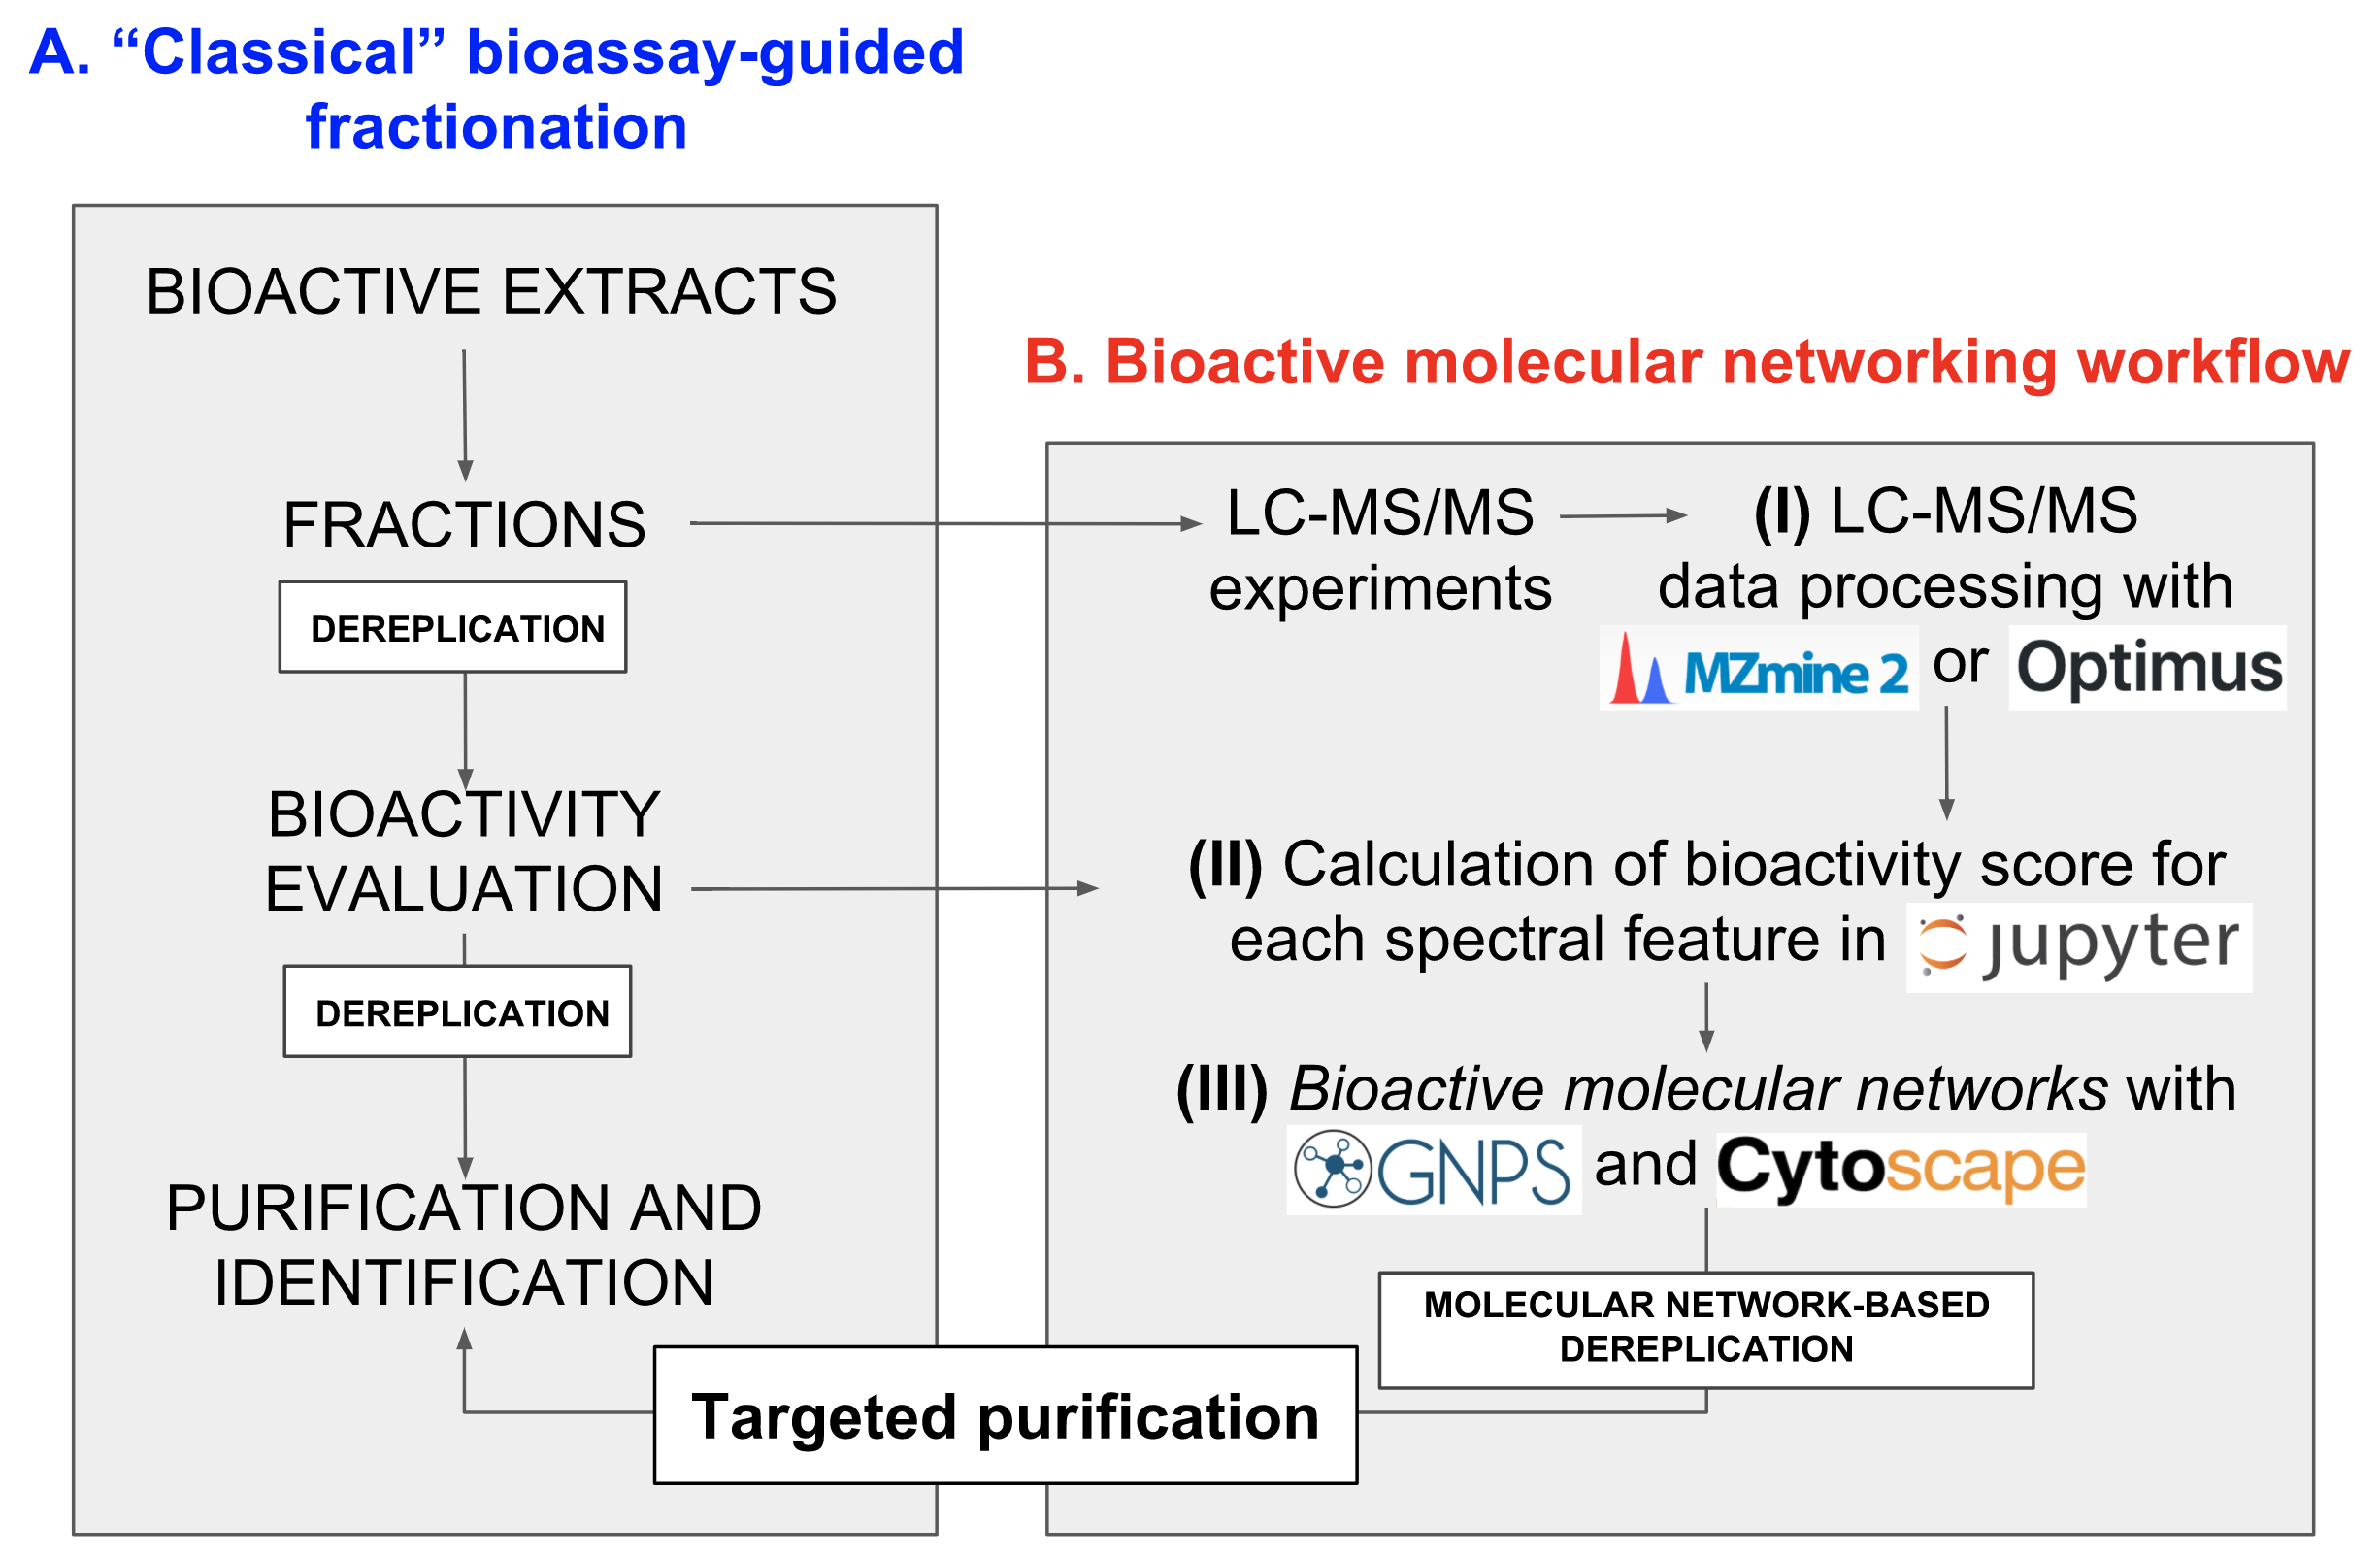 A. “Classical” bioassay-guided
fractionation
BIOACTIVE EXTRACTS
FRACTIONS
DEREPLICATION
BIOACTIVITY
EVALUATION
DEREPLICATION
PURIFICATION AND
IDENTIFICATION
B. Bioactive molecular networking workflow
LC-MS/MS
experiments
(I) LC-MS/MS
data processing with
MZmine 2 or Optimus
(II) Calculation of bioactivity score for
each spectral feature in jupyter
(III) Bioactive molecular networks with
GNPS and Cytoscape
MOLECULAR NETWORK-BASED
DEREPLICATION
Targeted purification